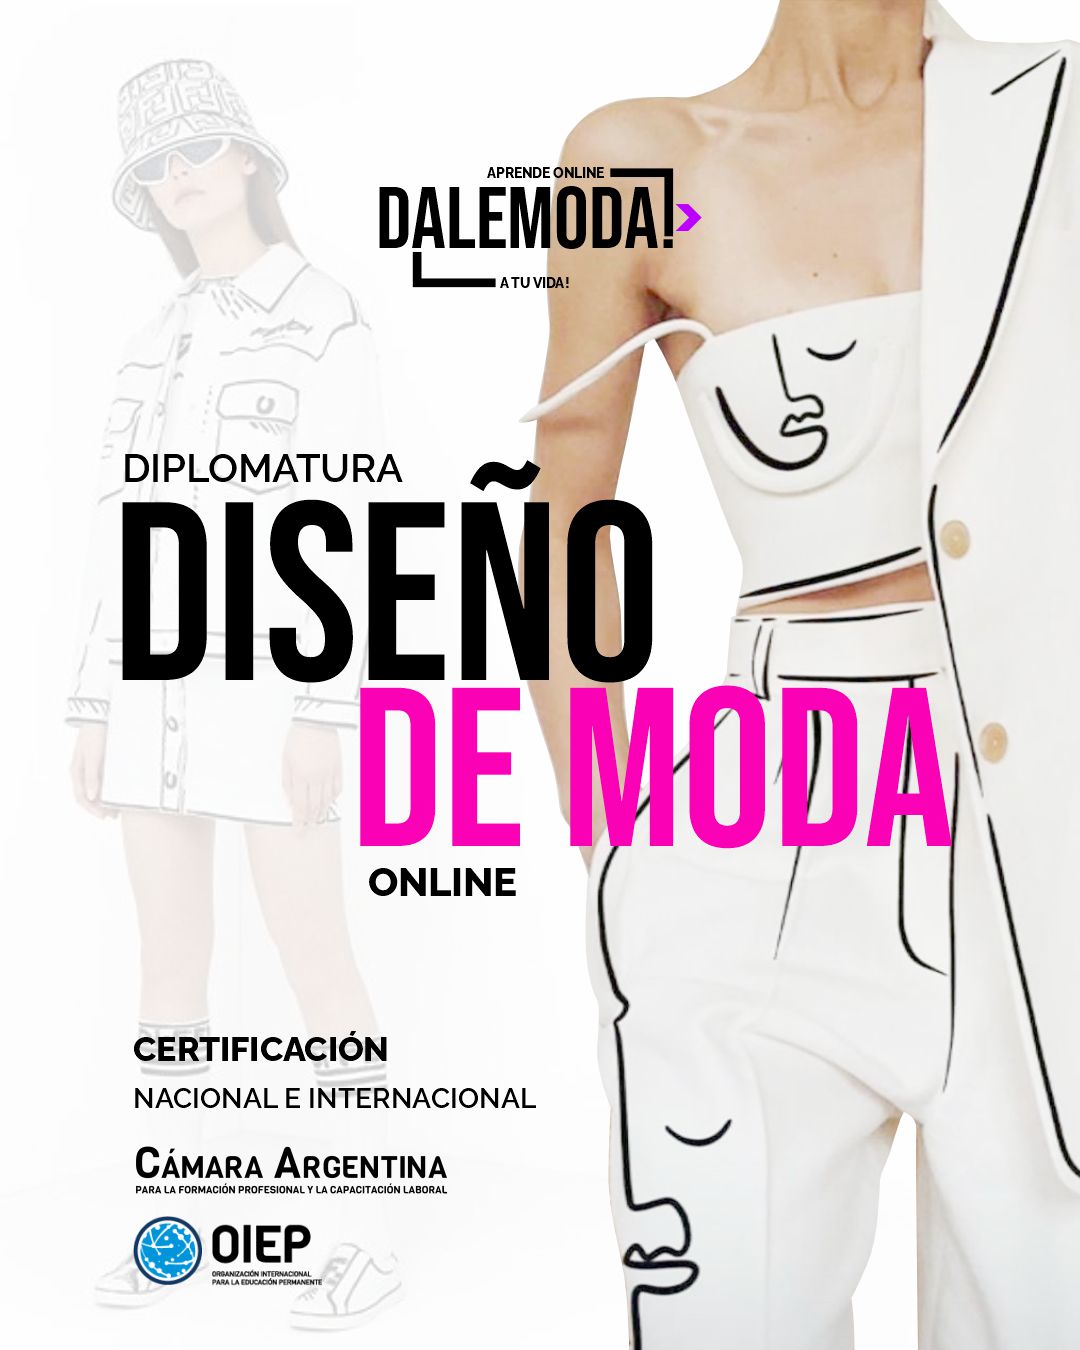 APRENDE ONLINE
DALEMODA!
A TU VIDA!
DIPLOMATURA
DISEÑO
DE MODA
ONLINE
CERTIFICACIÓN
NACIONAL E INTERNACIONAL
CÁMARA ARGENTINA
PARA LA FORMACIÓN PROFESIONAL Y LA CAPACITACIÓN LABORAL
OIEP
ORGANIZACIÓN INTERNACIONAL
PARA LA EDUCACIÓN PERMANENTE